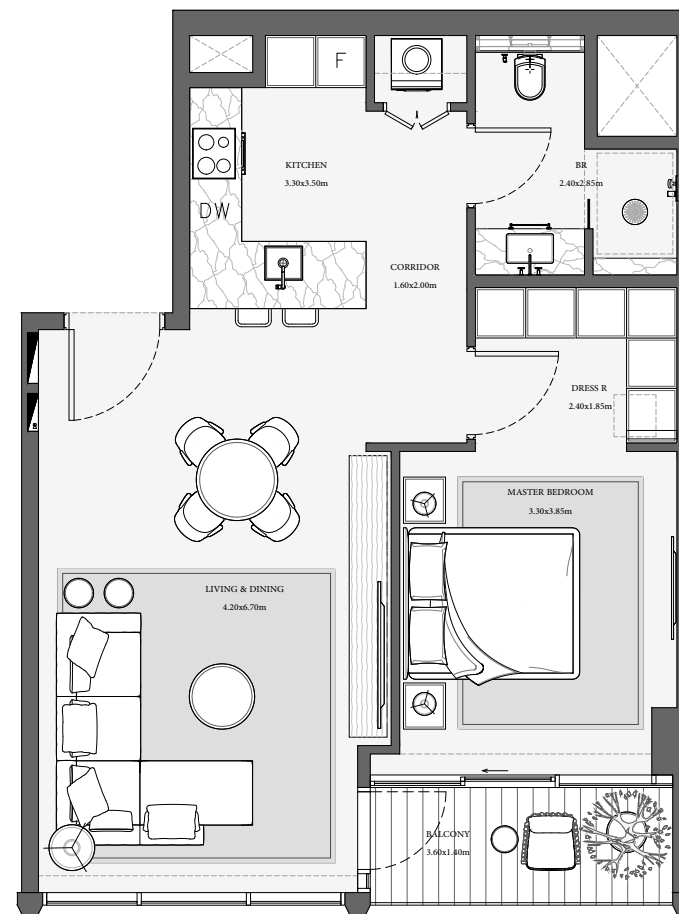 F
KITCHEN
3.30x3.50m
BR
2.40x2.85m
DW
CORRIDOR
1.60x2.00m
DRESS R
2.40x1.85m
MASTER BEDROOM
3.30x3.85m
LIVING & DINING
4.20x6.70m
BALCONY
3.60x1.40m